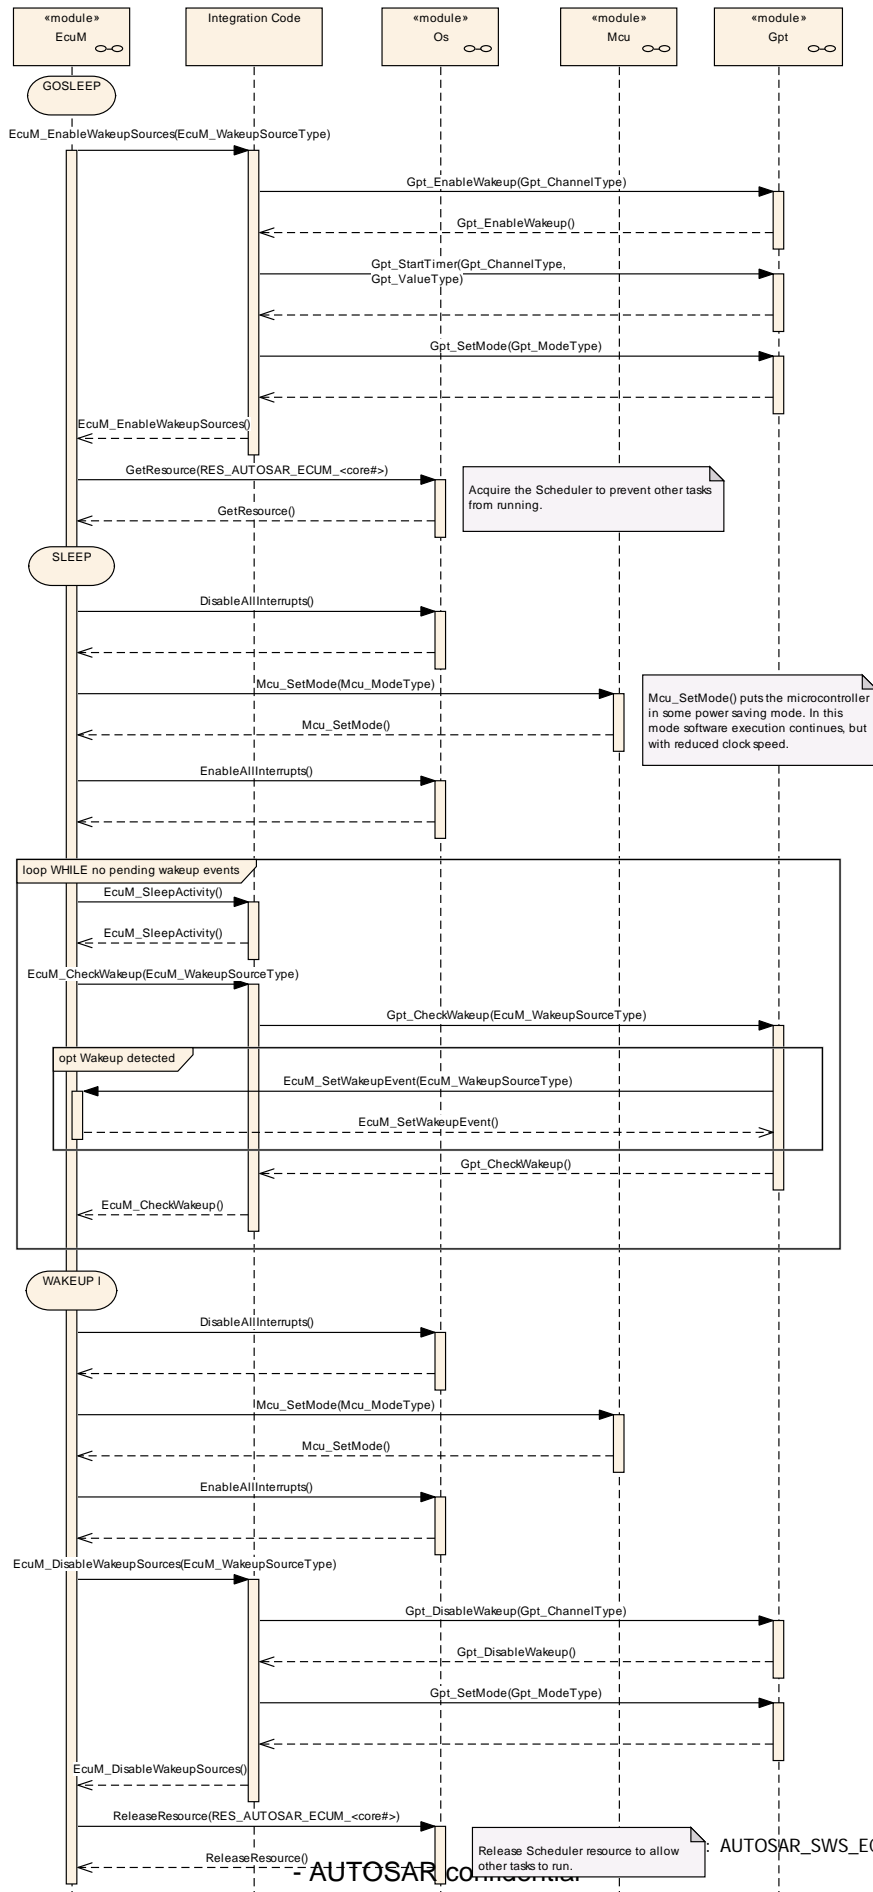 «module»
EcuM
Integration Code
«module»
Os
«module»
Mcu
«module»
Gpt
GOSLEEP
EcuM_EnableWakeupSources(EcuM_WakeupSourceType)
Gpt_EnableWakeup(Gpt_ChannelType)
Gpt_EnableWakeup()
Gpt_StartTimer(Gpt_ChannelType,
Gpt_ValueType)
Gpt_SetMode(Gpt_ModeType)
EcuM_EnableWakeupSources()
GetResource(RES_AUTOSAR_ECUM_<core#>)
Acquire the Scheduler to prevent other tasks
from running.
GetResource()
SLEEP
DisableAllInterrupts()
Mcu_SetMode(Mcu_ModeType)
Mcu_SetMode() puts the microcontroller
in some power saving mode. In this
mode software execution continues, but
with reduced clock speed.
Mcu_SetMode()
EnableAllInterrupts()
loop WHILE no pending wakeup events
EcuM_SleepActivity()
EcuM_SleepActivity()
EcuM_CheckWakeup(EcuM_WakeupSourceType)
Gpt_CheckWakeup(EcuM_WakeupSourceType)
opt Wakeup detected
EcuM_SetWakeupEvent(EcuM_WakeupSourceType)
EcuM_SetWakeupEvent()
Gpt_CheckWakeup()
EcuM_CheckWakeup()
WAKEUP I
DisableAllInterrupts()
Mcu_SetMode(Mcu_ModeType)
Mcu_SetMode()
EnableAllInterrupts()
EcuM_DisableWakeupSources(EcuM_WakeupSourceType)
Gpt_DisableWakeup(Gpt_ChannelType)
Gpt_DisableWakeup()
Gpt_SetMode(Gpt_ModeType)
EcuM_DisableWakeupSources()
ReleaseResource(RES_AUTOSAR_ECUM_<core#>)
Release Scheduler resource to allow
other tasks to run.
: AUTOSAR_SWS_EC
ReleaseResource()
- AUTOSAR confidential